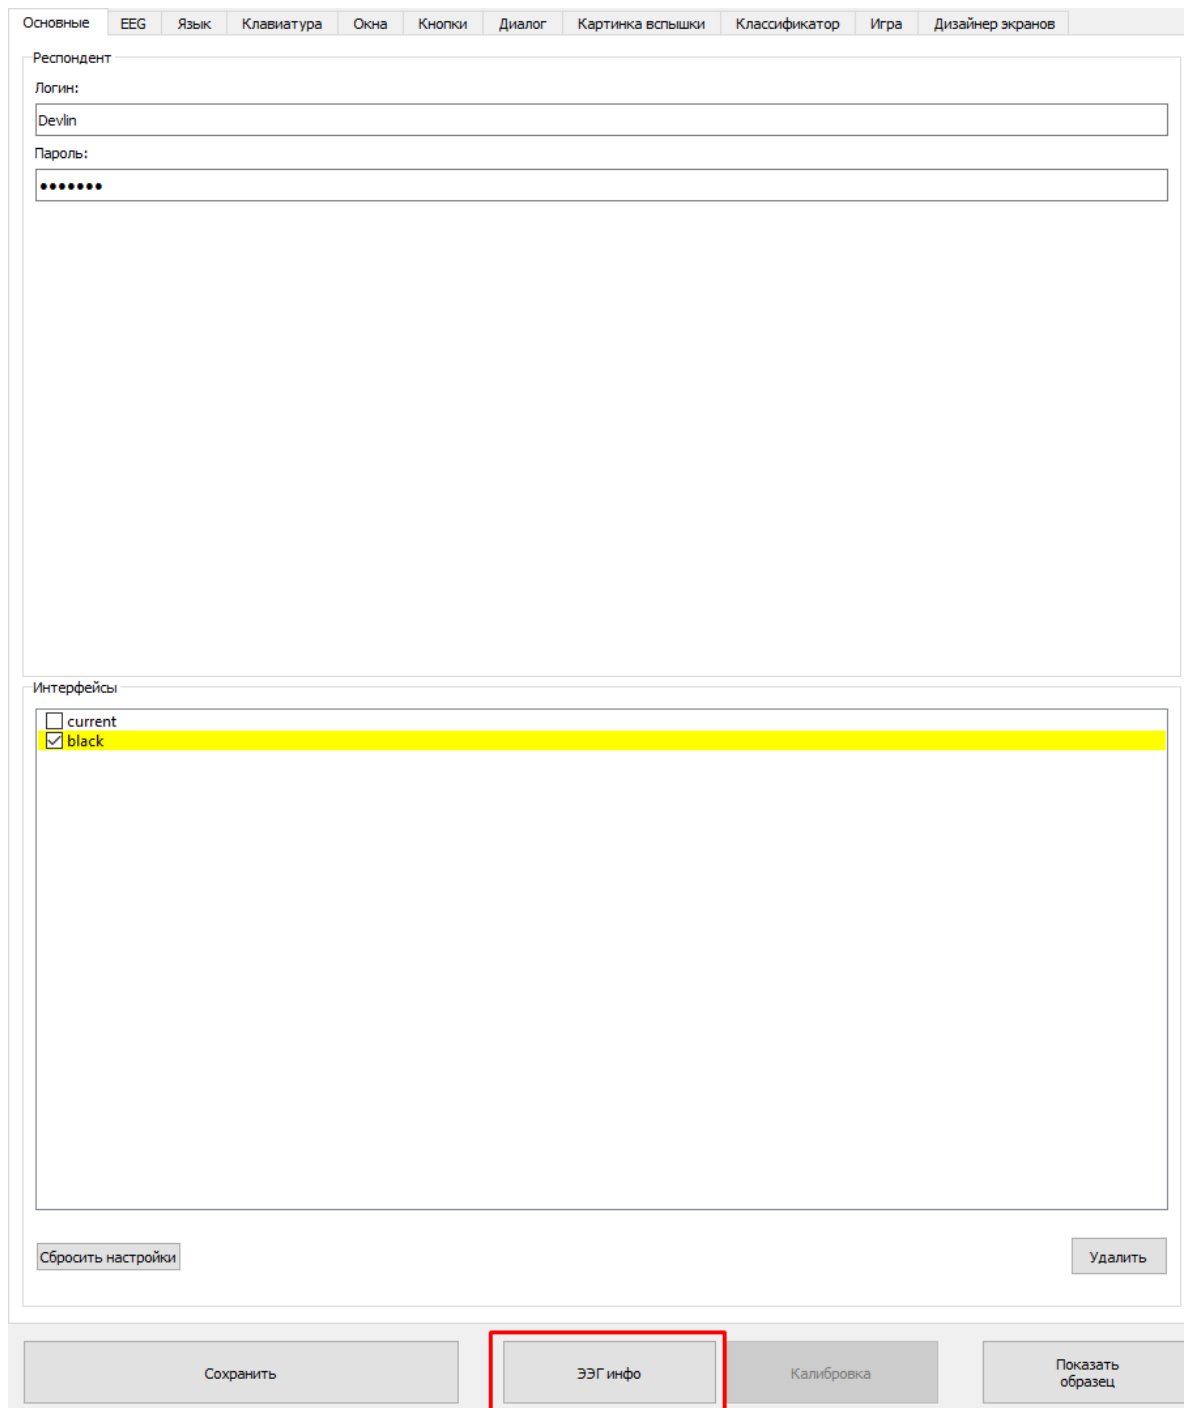 Основные EEG Язык Клавиатура Окна Кнопки Диалог Картинка вспышки Классификатор Игра Дизайнер экранов
Респондент
Логин:
Devlin
Пароль:
•••••••
Интерфейсы
current
black
Сбросить настройки Удалить
Сохранить ЭЭГ инфо Калибровка Показать
образец